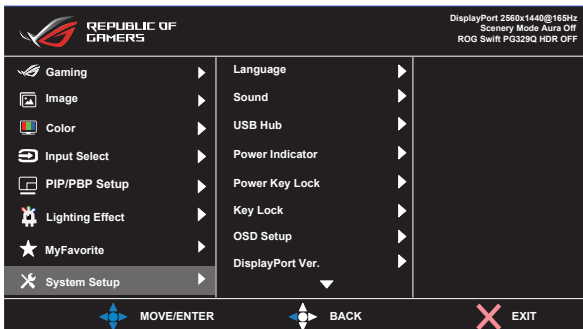 REPUBLIC OF
GAMERS
DisplayPort 2560x1440@165Hz
Scenery Mode Aura Off
ROG Swift PG329Q HDR OFF
Gaming
Image
Color
Input Select
PIP/PBP Setup
Lighting Effect
MyFavorite
System Setup
Language
Sound
USB Hub
Power Indicator
Power Key Lock
Key Lock
OSD Setup
DisplayPort Ver.
MOVE/ENTER
BACK
EXIT